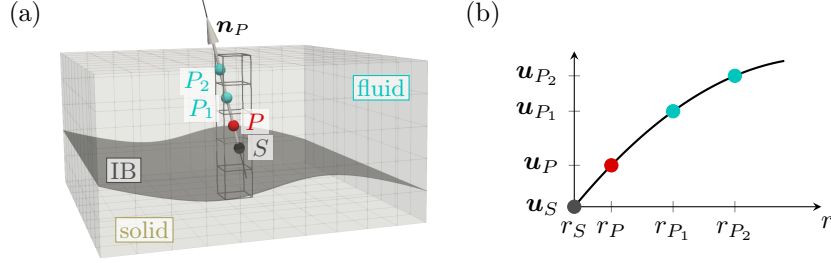 (a)
n_P
P_2
P_1
P
S
fluid
IB
solid
(b)
u_{P_2}
u_{P_1}
u_P
u_S
r_S r_P r_{P_1} r_{P_2} r